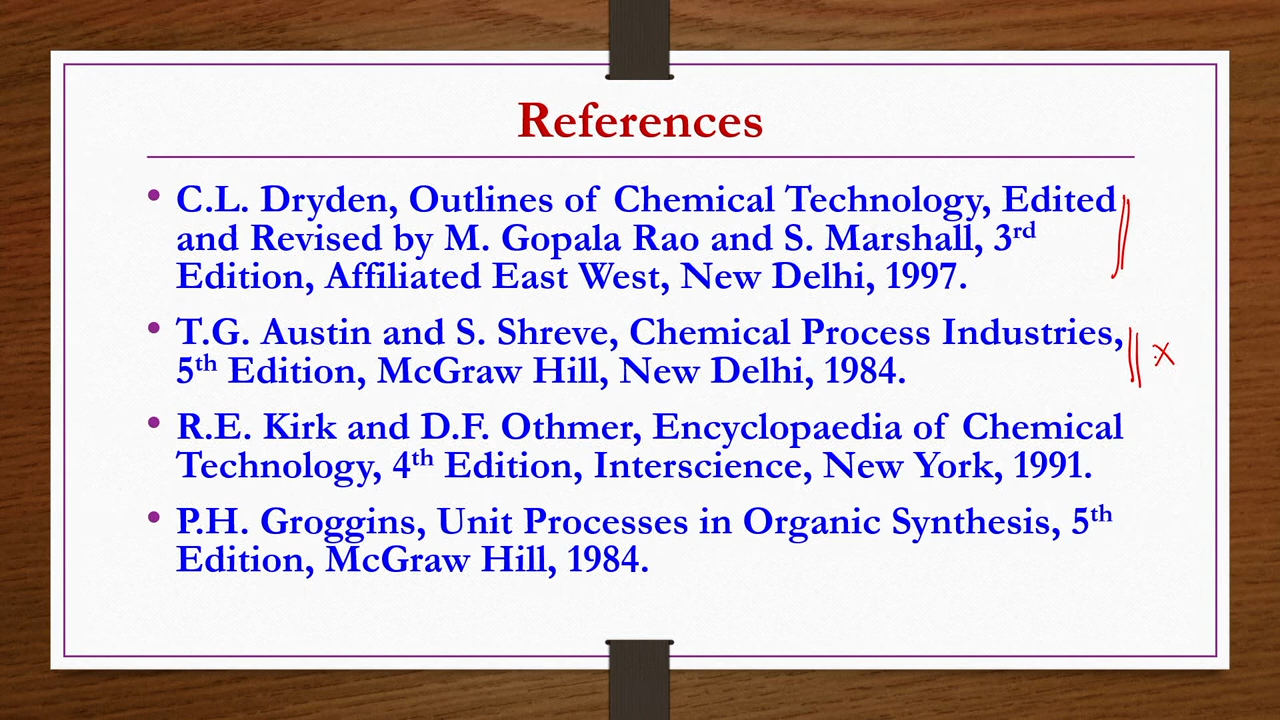 References
• C.L. Dryden, Outlines of Chemical Technology, Edited
and Revised by M. Gopala Rao and S. Marshall, 3rd
Edition, Affiliated East West, New Delhi, 1997.
• T.G. Austin and S. Shreve, Chemical Process Industries,
5th Edition, McGraw Hill, New Delhi, 1984.
• R.E. Kirk and D.F. Othmer, Encyclopaedia of Chemical
Technology, 4th Edition, Interscience, New York, 1991.
• P.H. Groggins, Unit Processes in Organic Synthesis, 5th
Edition, McGraw Hill, 1984.